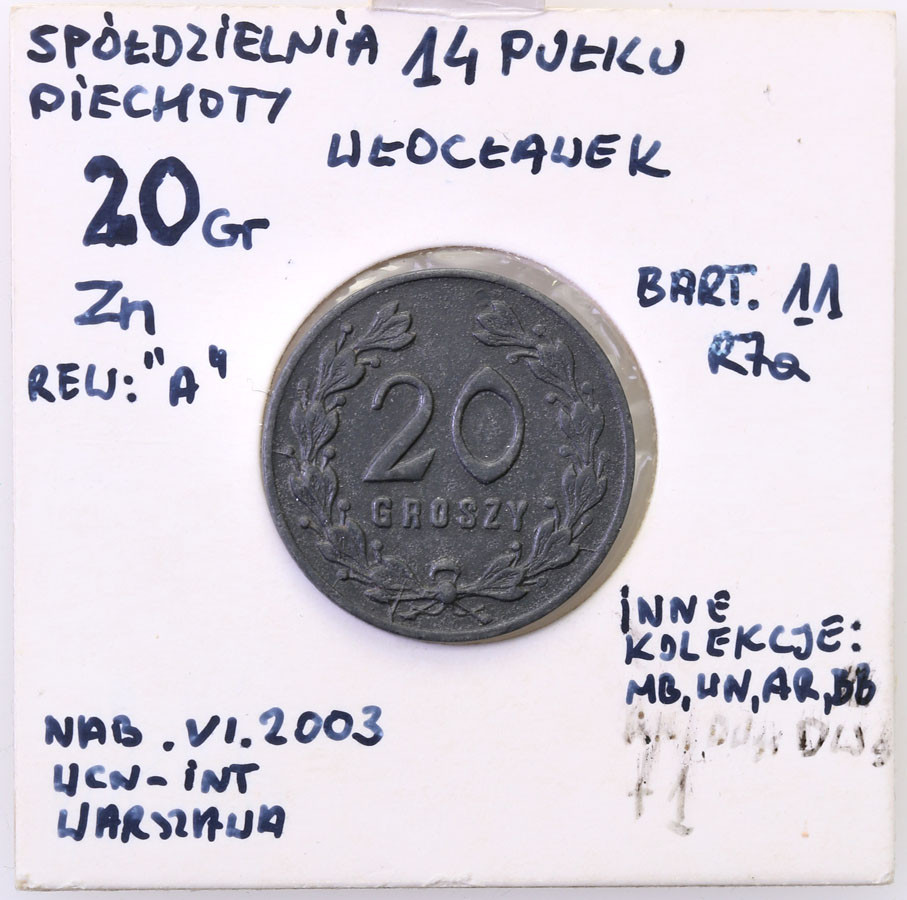 SPÓŁDZIELNIA 14 PUŁKU
PIECHOTY
WŁOCŁAWEK
20 Gr
Zn
REW: "A"
BART. 11
R7a
20
GROSZY
INNE
KOLEKCJE:
MB, WN, AR, BB
NAB. VI. 2003
WCN-INT
WARSZAWA